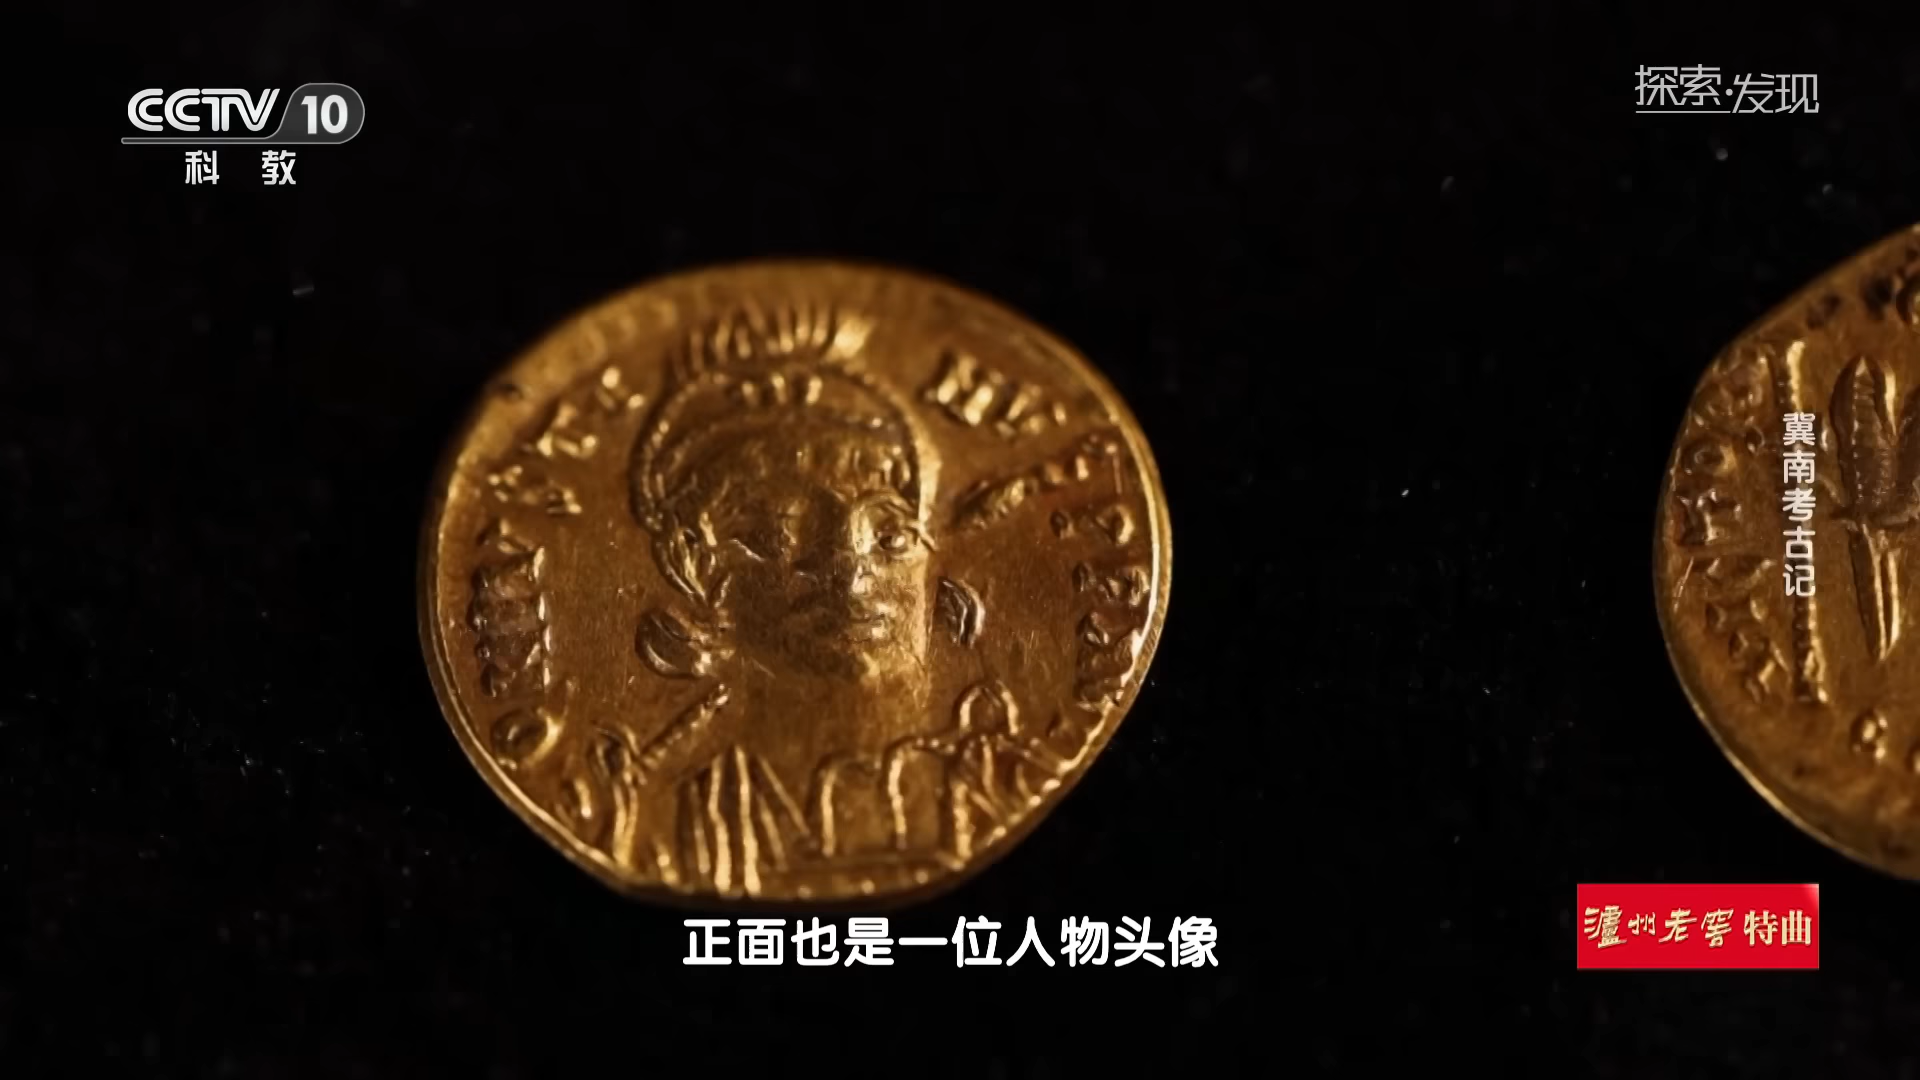 CCTV 10
科 教
探索·发现
冀南考古记
正面也是一位人物头像
泸州老窖 特曲